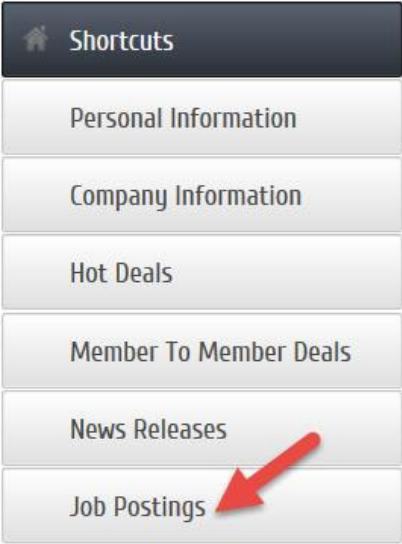 Shortcuts
Personal Information
Company Information
Hot Deals
Member To Member Deals
News Releases
Job Postings